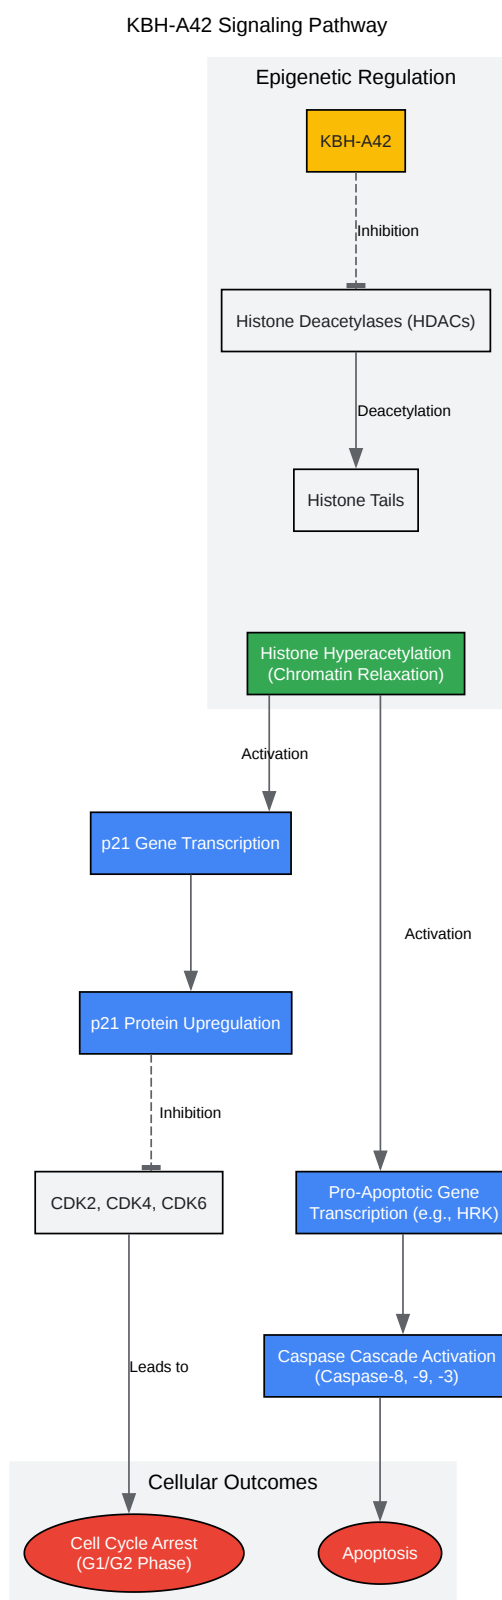 KBH-A42 Signaling Pathway
Epigenetic Regulation
KBH-A42
Inhibition
Histone Deacetylases (HDACs)
Deacetylation
Histone Tails
Histone Hyperacetylation
(Chromatin Relaxation)
Activation
p21 Gene Transcription
Activation
p21 Protein Upregulation
Inhibition
CDK2, CDK4, CDK6
Pro-Apoptotic Gene
Transcription (e.g., HRK)
Leads to
Caspase Cascade Activation
(Caspase-8, -9, -3)
Cellular Outcomes
Cell Cycle Arrest
(G1/G2 Phase)
Apoptosis